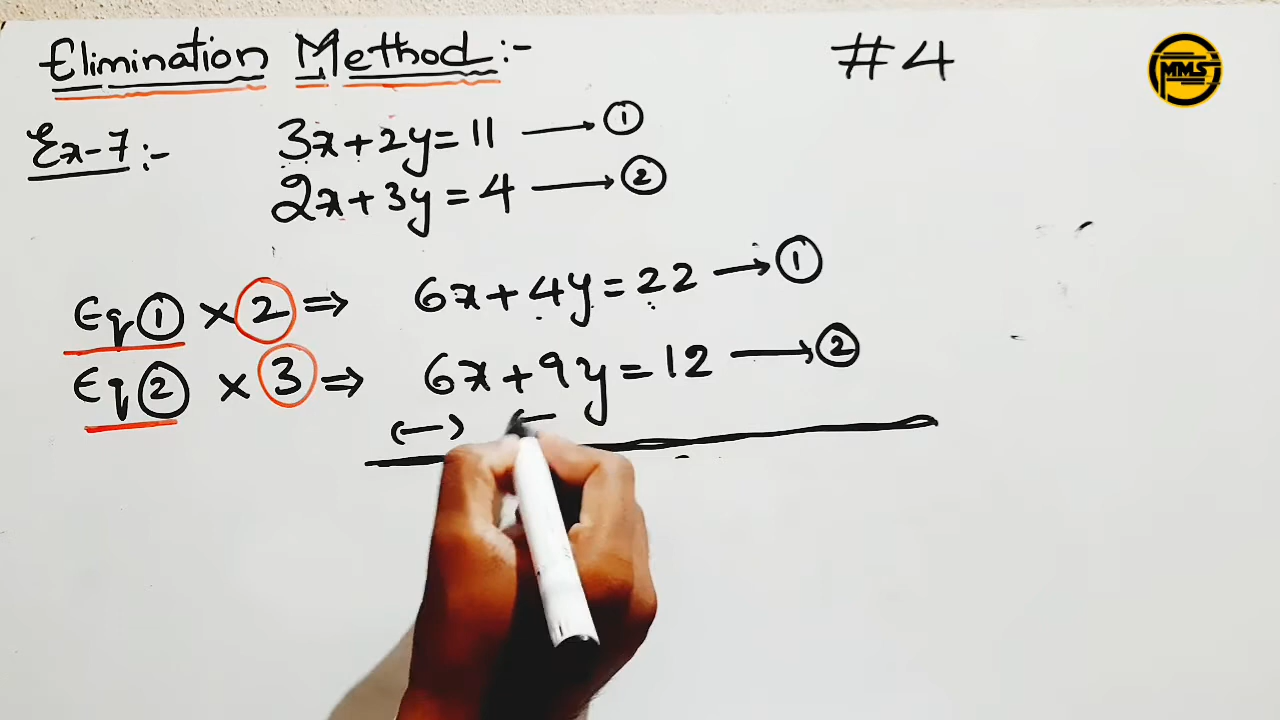 Elimination Method:- #4
MMS
Ex-7:- 3x+2y=11 → ①
2x+3y=4 → ②
Eq① × 2 ⇒ 6x+4y=22 → ①
Eq② × 3 ⇒ 6x+9y=12 → ②
(-) -